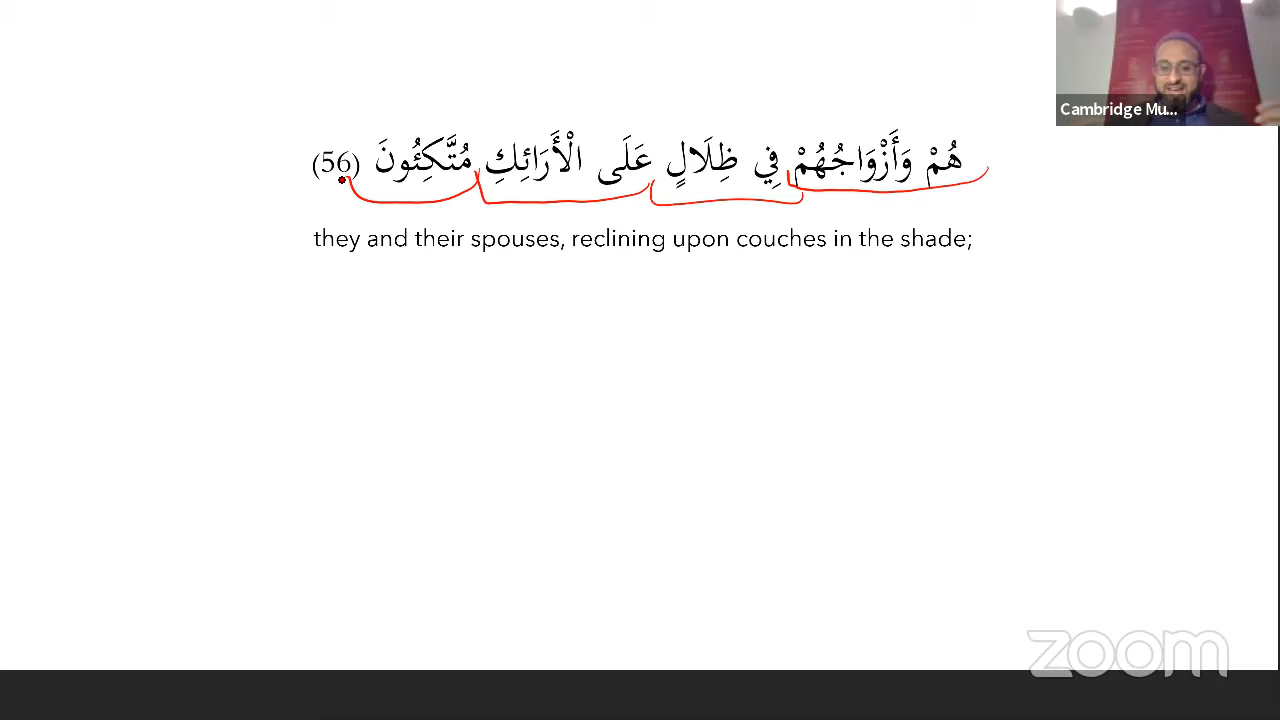 Cambridge Mu...
هُمْ وَأَزْوَاجُهُمْ فِي ظِلَالٍ عَلَى الْأَرَائِكِ مُتَّكِئُونَ (56)
they and their spouses, reclining upon couches in the shade;
zoom